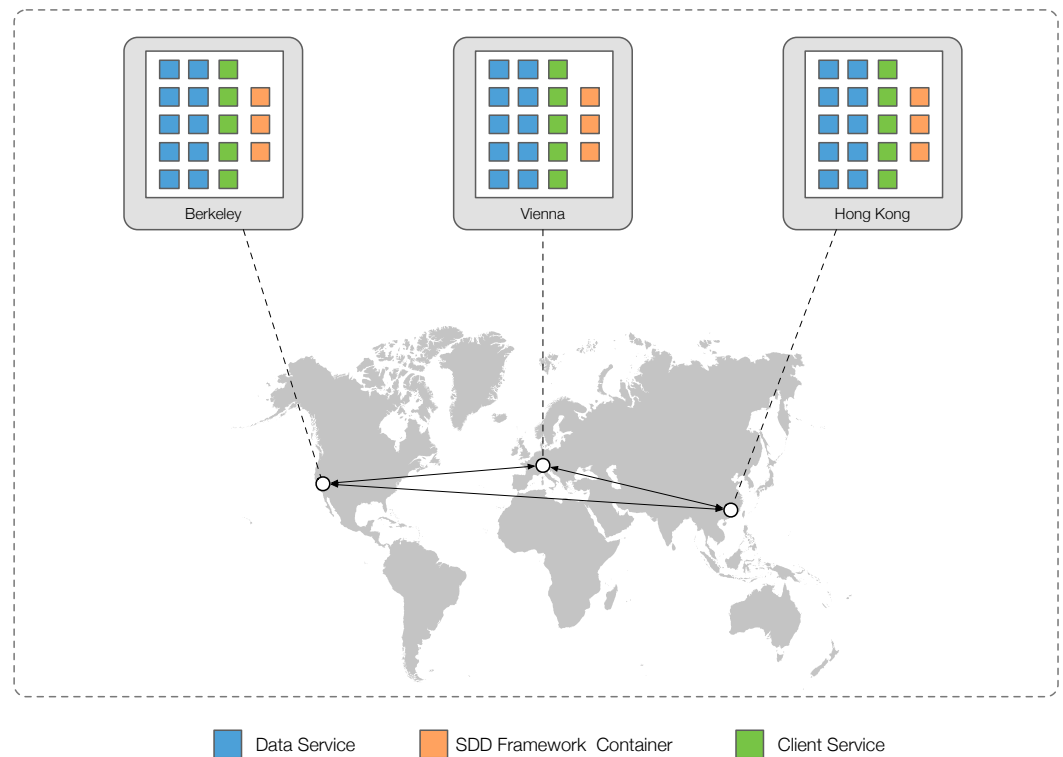 Berkeley
Vienna
Hong Kong
Data Service
SDD Framework Container
Client Service